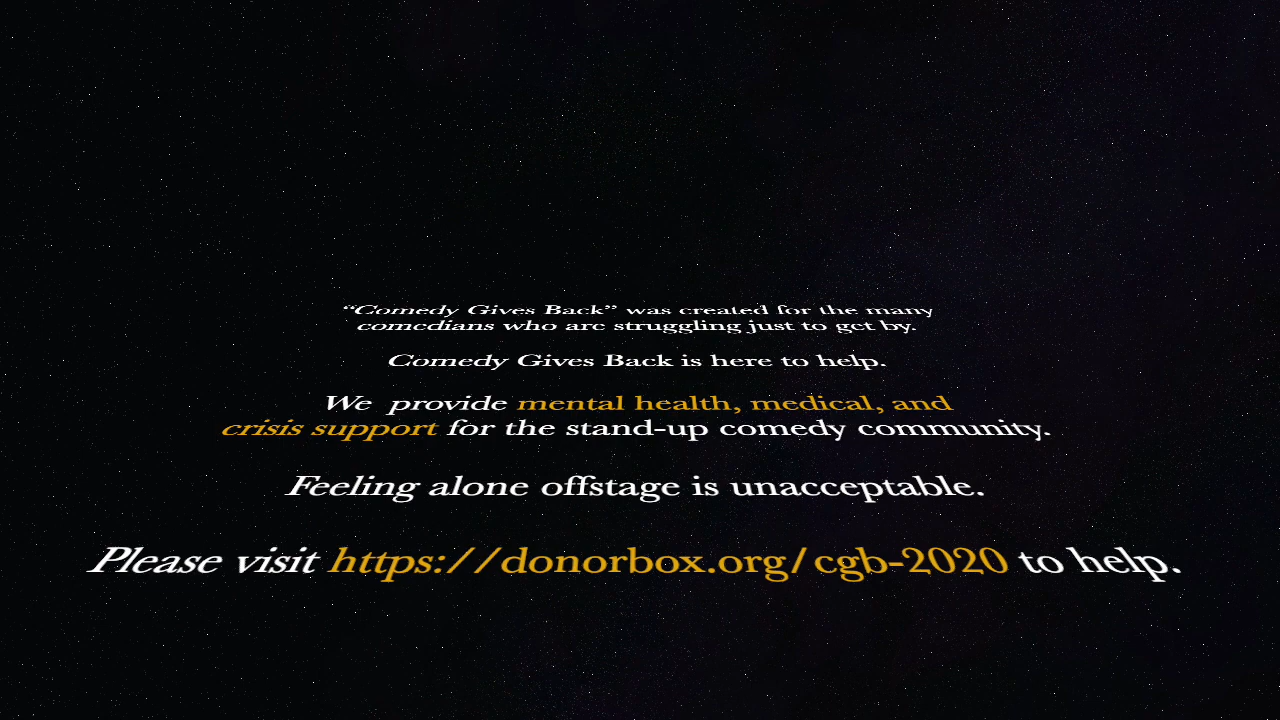 “Comedy Gives Back” was created for the many
comedians who are struggling just to get by.
Comedy Gives Back is here to help.
We provide mental health, medical, and
crisis support for the stand-up comedy community.
Feeling alone offstage is unacceptable.
Please visit https://donorbox.org/cgb-2020 to help.